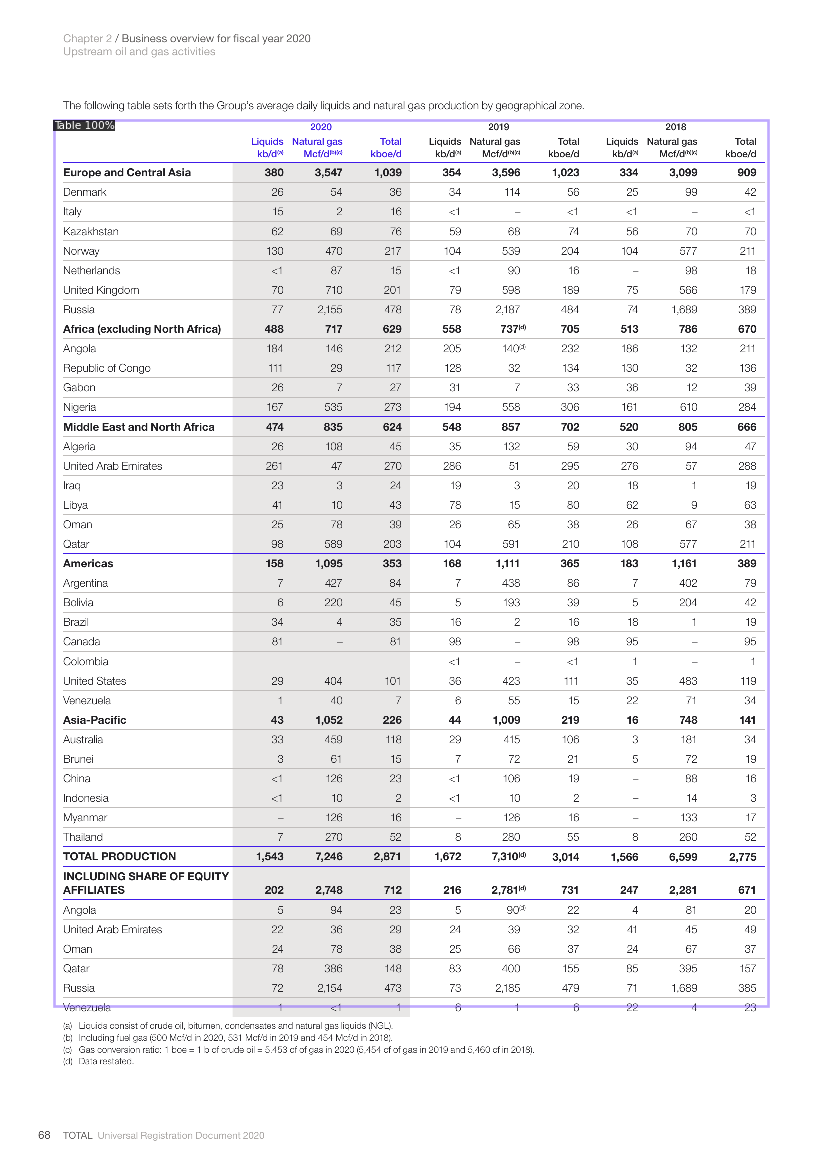 Chapter 2 / Business overview for fiscal year 2020
Upstream oil and gas activities
The following table sets forth the Group's average daily liquids and natural gas production by geographical zone.
Table 100%
2020 2019 2018
Liquids kb/d(a) Natural gas Mcf/d(b)(c) Total kboe/d Liquids kb/d(a) Natural gas Mcf/d(b)(c) Total kboe/d Liquids kb/d(a) Natural gas Mcf/d(b)(c) Total kboe/d
Europe and Central Asia 380 3,547 1,039 354 3,596 1,023 334 3,099 909
Denmark 26 54 36 34 114 56 25 99 42
Italy 15 2 16 <1 – <1 <1 – <1
Kazakhstan 62 69 76 59 68 74 56 70 70
Norway 130 470 217 104 539 204 104 577 211
Netherlands <1 87 15 <1 90 16 – 98 18
United Kingdom 70 710 201 79 598 189 75 566 179
Russia 77 2,155 478 78 2,187 484 74 1,689 389
Africa (excluding North Africa) 488 717 629 558 737(d) 705 513 786 670
Angola 184 146 212 205 140(d) 232 186 132 211
Republic of Congo 111 29 117 128 32 134 130 32 136
Gabon 26 7 27 31 7 33 36 12 39
Nigeria 167 535 273 194 558 306 161 610 284
Middle East and North Africa 474 835 624 548 857 702 520 805 666
Algeria 26 108 45 35 132 59 30 94 47
United Arab Emirates 261 47 270 286 51 295 276 57 288
Iraq 23 3 24 19 3 20 18 1 19
Libya 41 10 43 78 15 80 62 9 63
Oman 25 78 39 26 65 38 26 67 38
Qatar 98 589 203 104 591 210 108 577 211
Americas 158 1,095 353 168 1,111 365 183 1,161 389
Argentina 7 427 84 7 438 86 7 402 79
Bolivia 6 220 45 5 193 39 5 204 42
Brazil 34 4 35 16 2 16 18 1 19
Canada 81 – 81 98 – 98 95 – 95
Colombia <1 – <1 1 – 1
United States 29 404 101 36 423 111 35 483 119
Venezuela 1 40 7 6 55 15 22 71 34
Asia-Pacific 43 1,052 226 44 1,009 219 16 748 141
Australia 33 459 118 29 415 106 3 181 34
Brunei 3 61 15 7 72 21 5 72 19
China <1 126 23 <1 106 19 – 88 16
Indonesia <1 10 2 <1 10 2 – 14 3
Myanmar – 126 16 – 126 16 – 133 17
Thailand 7 270 52 8 280 55 8 260 52
TOTAL PRODUCTION 1,543 7,246 2,871 1,672 7,310(d) 3,014 1,566 6,599 2,775
INCLUDING SHARE OF EQUITY
AFFILIATES 202 2,748 712 216 2,781(d) 731 247 2,281 671
Angola 5 94 23 5 90(d) 22 4 81 20
United Arab Emirates 22 36 29 24 39 32 41 45 49
Oman 24 78 38 25 66 37 24 67 37
Qatar 78 386 148 83 400 155 85 395 157
Russia 72 2,154 473 73 2,185 479 71 1,689 385
Venezuela 1 <1 1 6 1 6 22 4 23
(a) Liquids consist of crude oil, bitumen, condensates and natural gas liquids (NGL).
(b) Including fuel gas (500 Mcf/d in 2020, 531 Mcf/d in 2019 and 454 Mcf/d in 2018).
(c) Gas conversion ratio: 1 boe = 1 b of crude oil = 5,453 cf of gas in 2020 (5,454 cf of gas in 2019 and 5,460 cf in 2018).
(d) Data restated.
68 TOTAL Universal Registration Document 2020